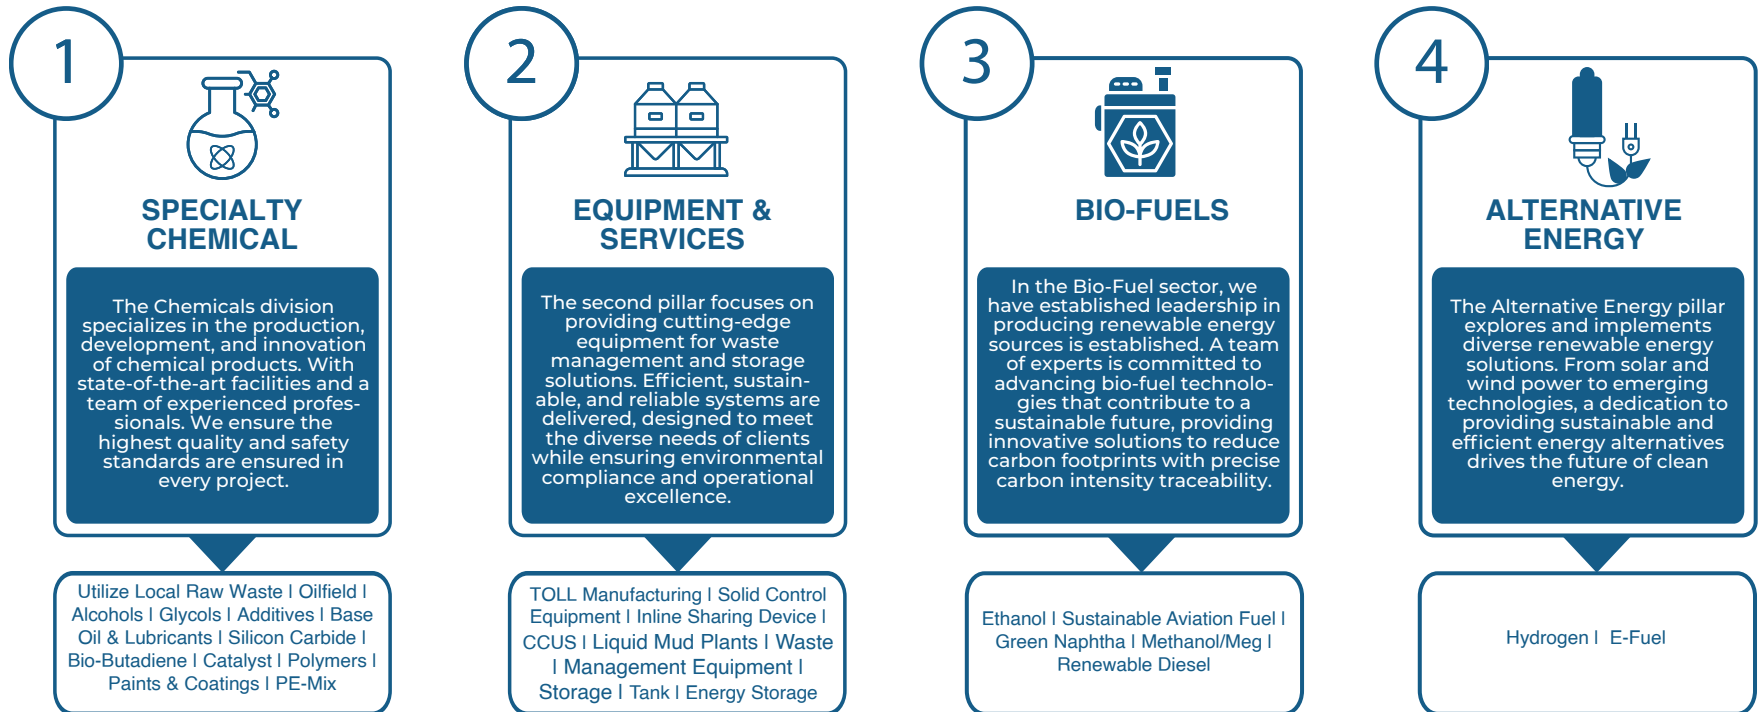 1
SPECIALTY
CHEMICAL
The Chemicals division
specializes in the production,
development, and innovation
of chemical products. With
state-of-the-art facilities and a
team of experienced profes-
sionals. We ensure the
highest quality and safety
standards are ensured in
every project.
Utilize Local Raw Waste I Oilfield I
Alcohols I Glycols I Additives I Base
Oil & Lubricants I Silicon Carbide I
Bio-Butadiene I Catalyst I Polymers I
Paints & Coatings I PE-Mix
2
EQUIPMENT &
SERVICES
The second pillar focuses on
providing cutting-edge
equipment for waste
management and storage
solutions. Efficient, sustain-
able, and reliable systems are
delivered, designed to meet
the diverse needs of clients
while ensuring environmental
compliance and operational
excellence.
TOLL Manufacturing I Solid Control
Equipment I Inline Sharing Device I
CCUS I Liquid Mud Plants I Waste
I Management Equipment I
Storage I Tank I Energy Storage
3
BIO-FUELS
In the Bio-Fuel sector, we
have established leadership in
producing renewable energy
sources is established. A team
of experts is committed to
advancing bio-fuel technolo-
gies that contribute to a
sustainable future, providing
innovative solutions to reduce
carbon footprints with precise
carbon intensity traceability.
Ethanol I Sustainable Aviation Fuel I
Green Naphtha I Methanol/Meg I
Renewable Diesel
4
ALTERNATIVE
ENERGY
The Alternative Energy pillar
explores and implements
diverse renewable energy
solutions. From solar and
wind power to emerging
technologies, a dedication to
providing sustainable and
efficient energy alternatives
drives the future of clean
energy.
Hydrogen I E-Fuel